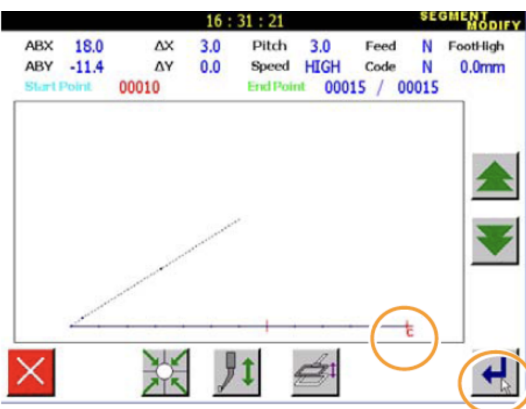 16 : 31 : 21 SEGMENT MODIFY
ABX 18.0 ΔX 3.0 Pitch 3.0 Feed N FootHigh
ABY -11.4 ΔY 0.0 Speed HIGH Code N 0.0mm
Start Point 00010 End Point 00015 / 00015
E